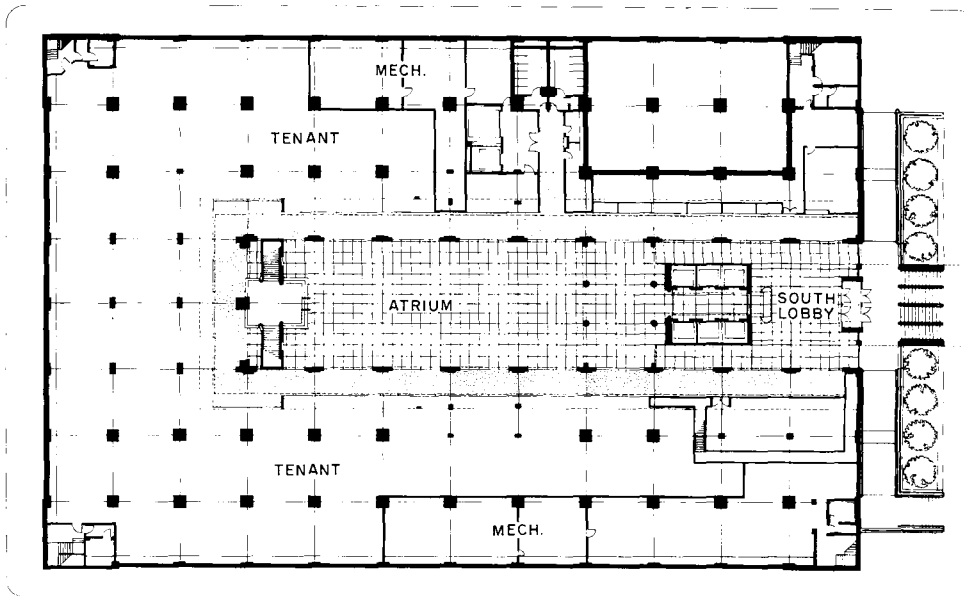 MECH.
TENANT
ATRIUM
SOUTH
LOBBY
TENANT
MECH.